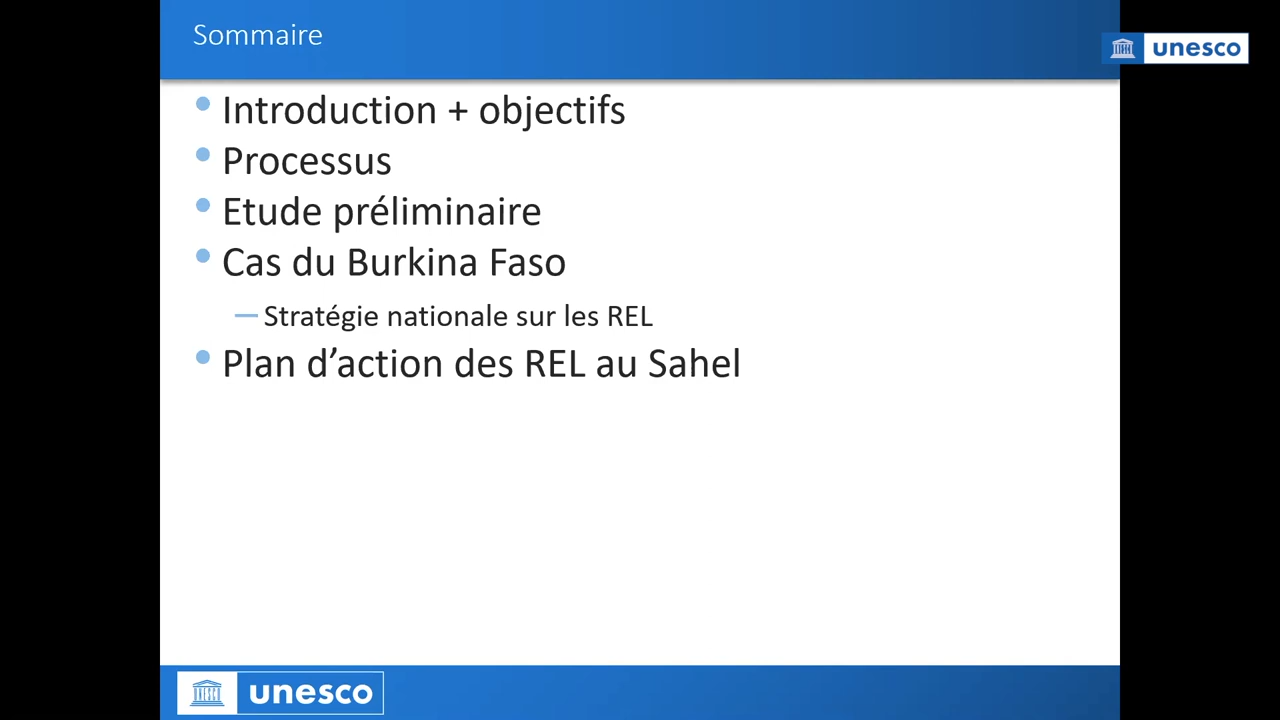 Sommaire
unesco
• Introduction + objectifs
• Processus
• Etude préliminaire
• Cas du Burkina Faso
— Stratégie nationale sur les REL
• Plan d’action des REL au Sahel
unesco